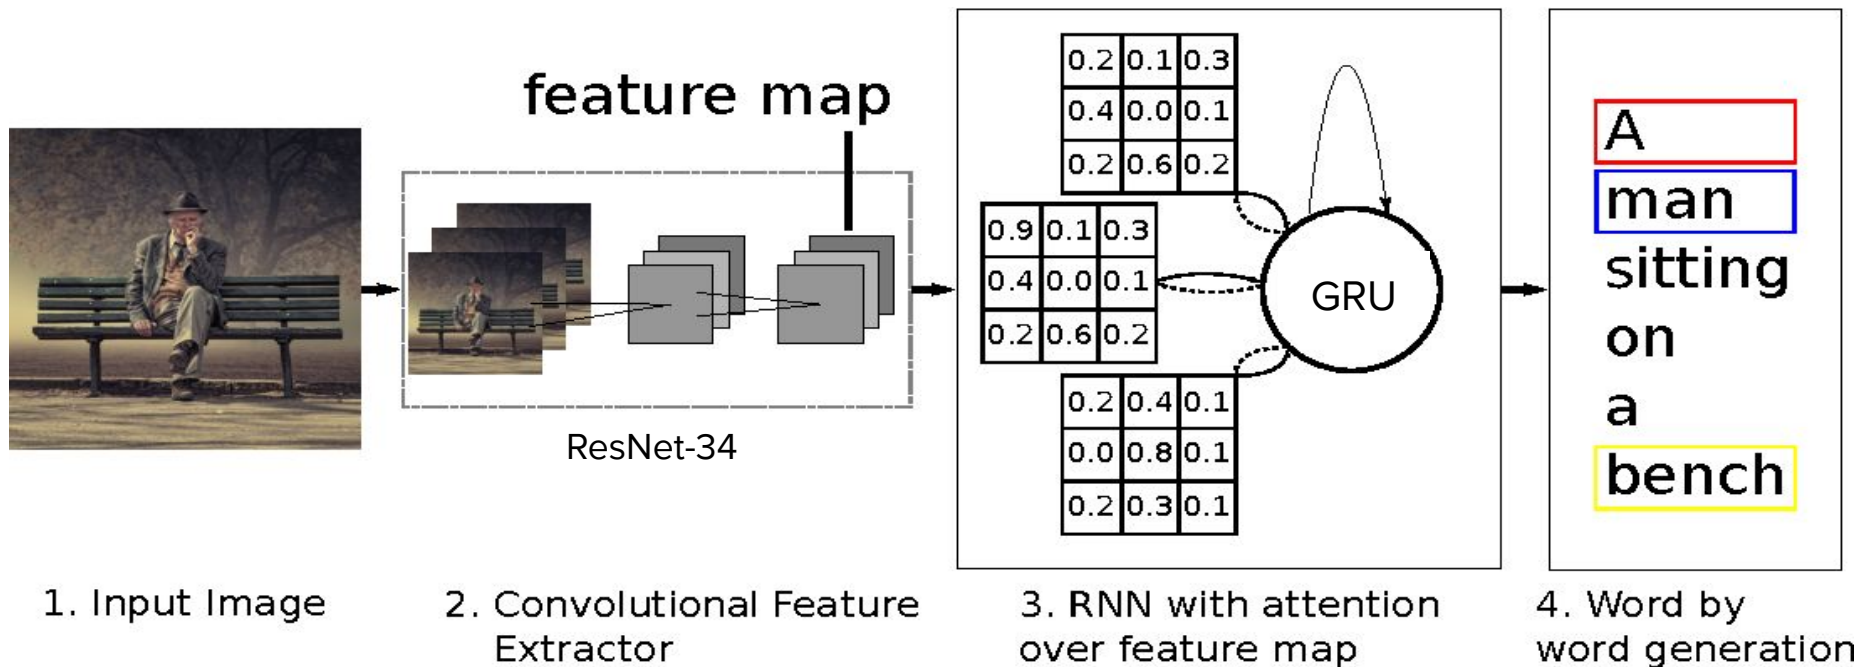 feature map
ResNet-34
0.2 0.1 0.3
0.4 0.0 0.1
0.2 0.6 0.2
0.9 0.1 0.3
0.4 0.0 0.1
0.2 0.6 0.2
0.2 0.4 0.1
0.0 0.8 0.1
0.2 0.3 0.1
GRU
A
man
sitting
on
a
bench
1. Input Image
2. Convolutional Feature
Extractor
3. RNN with attention
over feature map
4. Word by
word generation